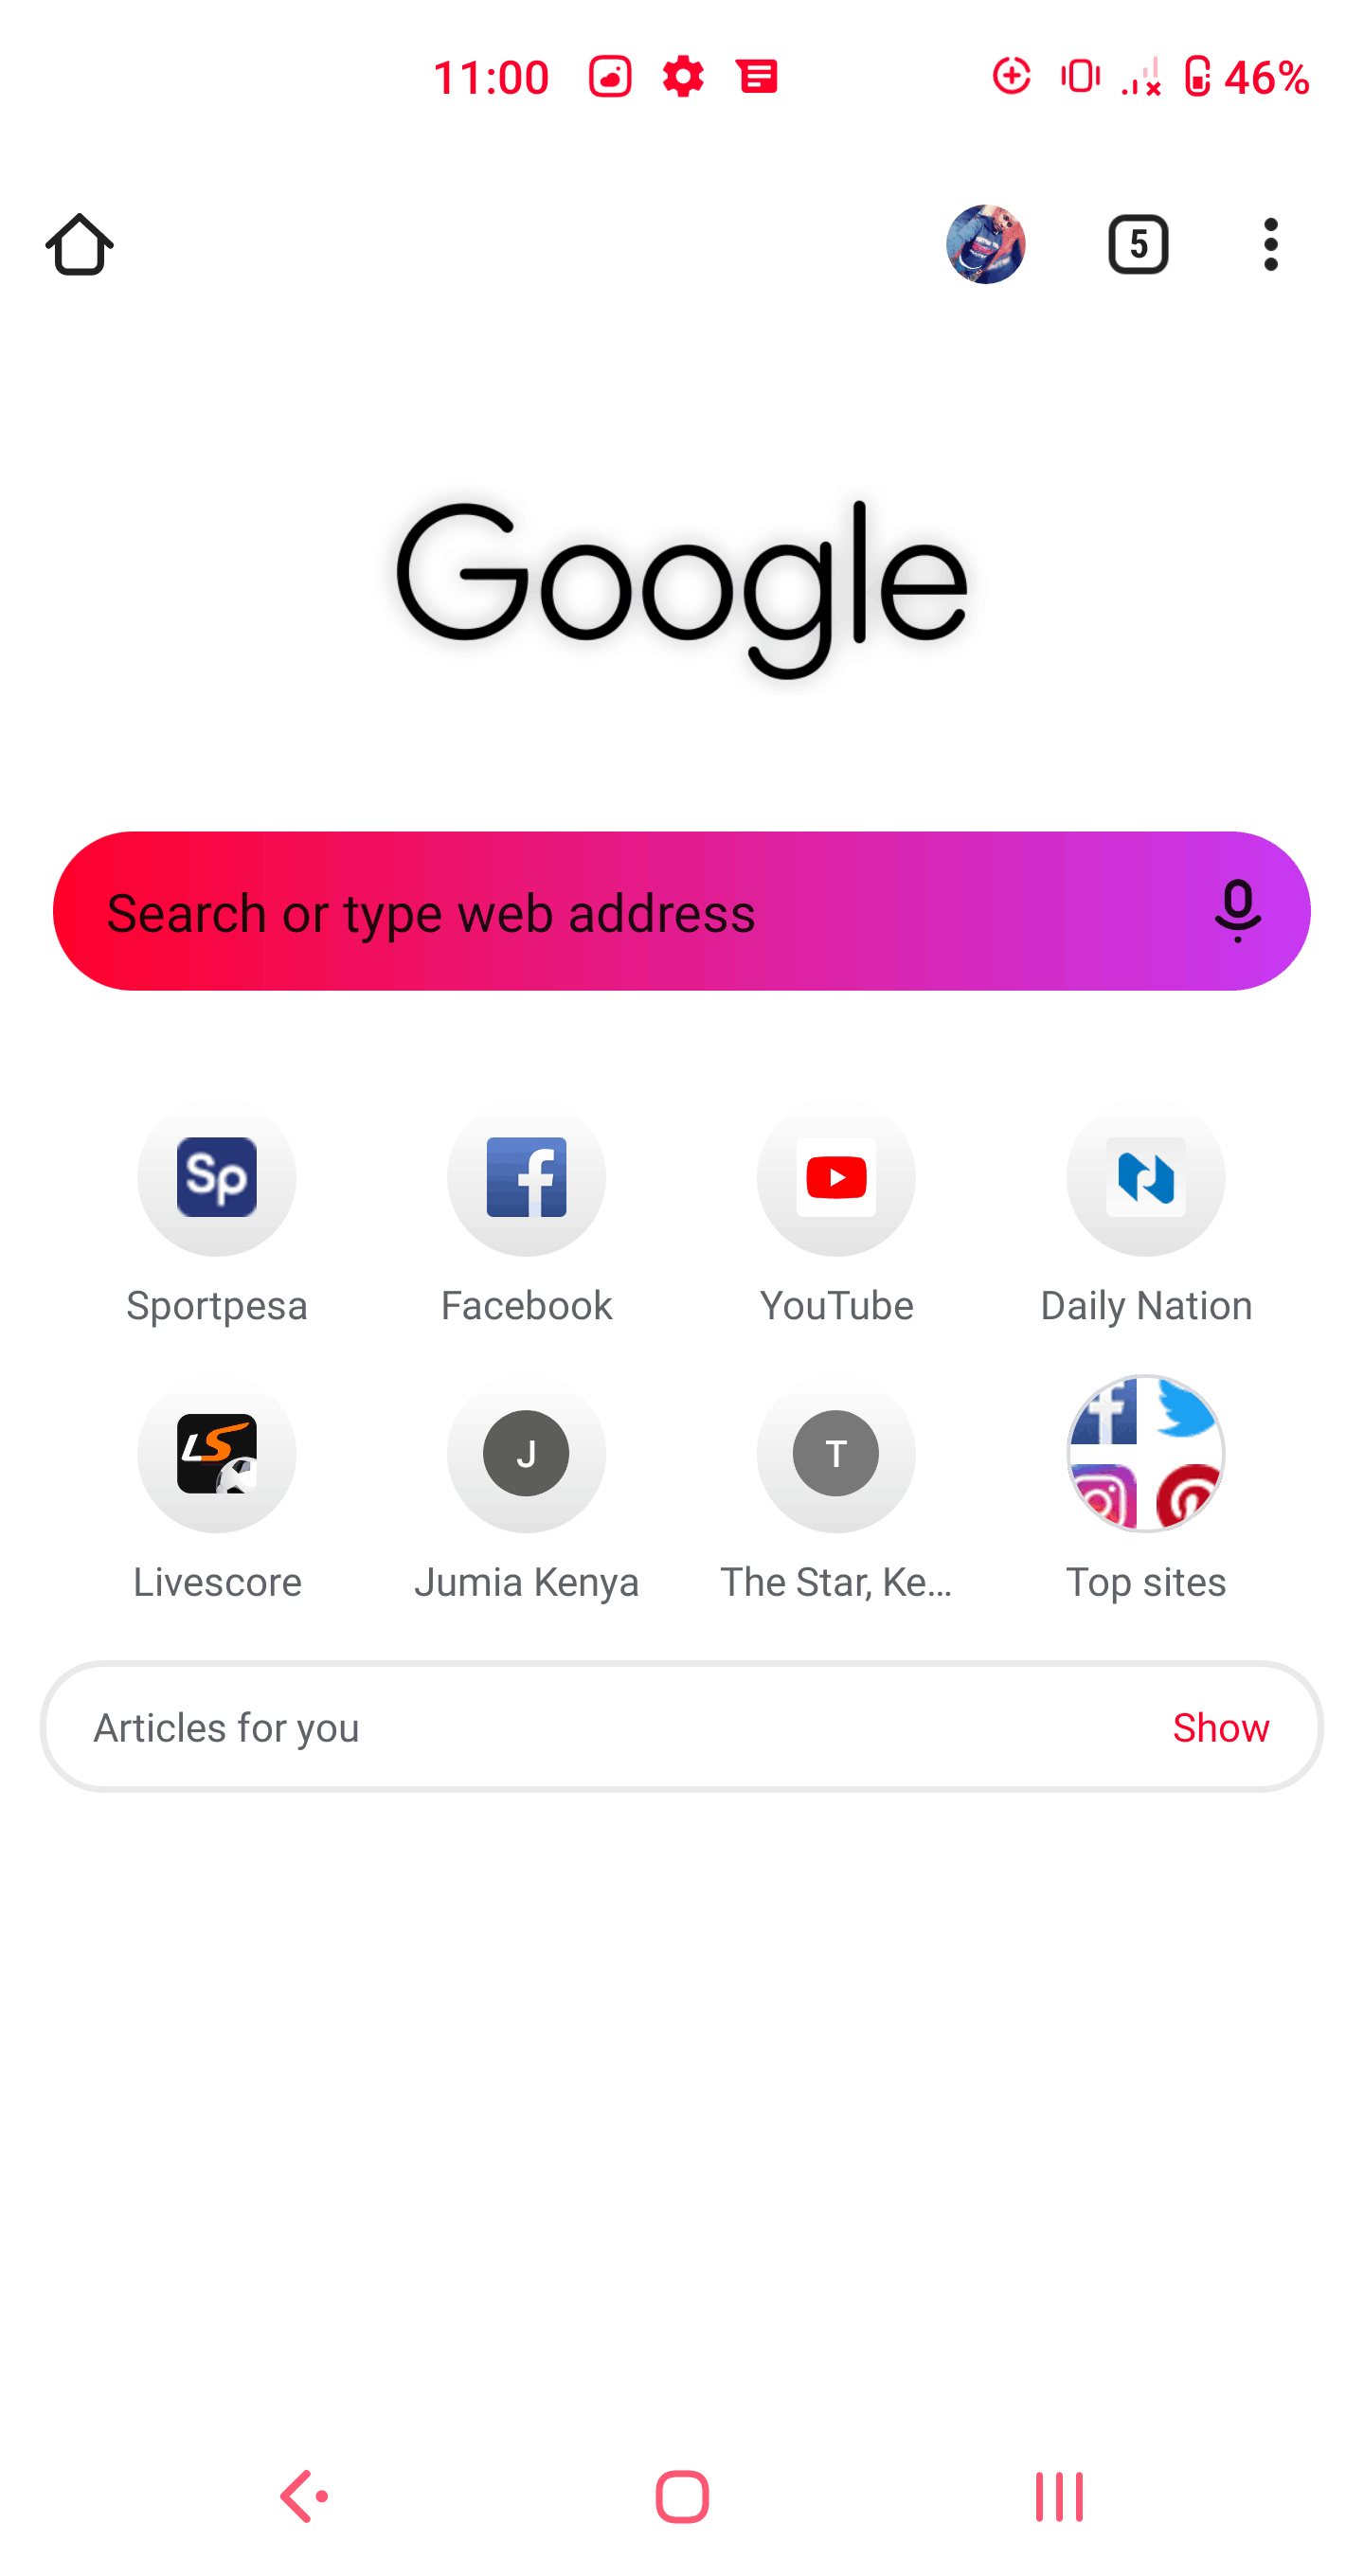 11:00 46%
5
Google
Search or type web address
Sp
Sportpesa Facebook YouTube Daily Nation
LS J T
Livescore Jumia Kenya The Star, Ke...
Top sites
Articles for you Show